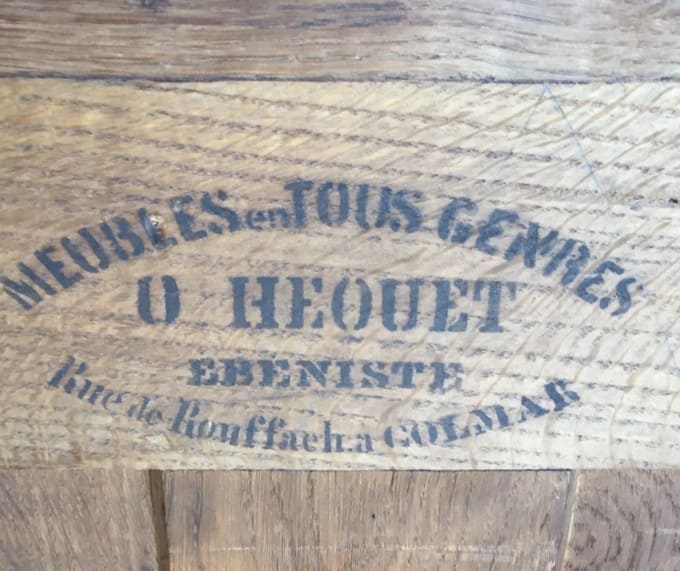 MEUBLES en TOUS GENRES
O HEQUET
EBENISTE
Rue de Rouffach.a COLMAR